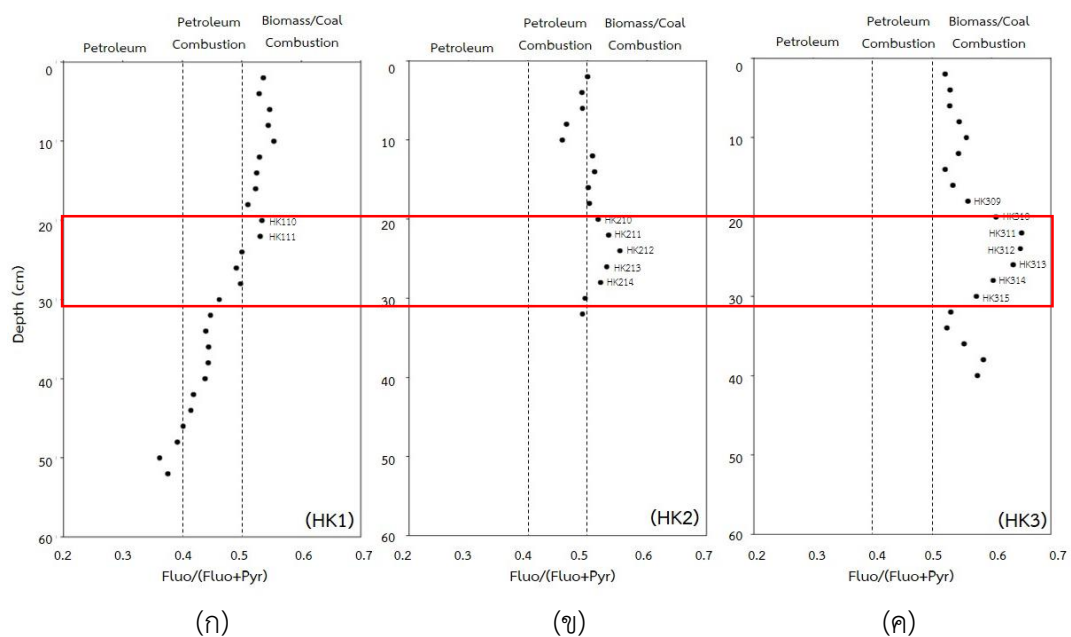 Petroleum
Petroleum
Combustion
Biomass/Coal
Combustion
Petroleum
Petroleum
Combustion
Biomass/Coal
Combustion
Petroleum
Petroleum
Combustion
Biomass/Coal
Combustion
Depth (cm)
0
10
20
30
40
50
60
HK110
HK111
(HK1)
0.2 0.3 0.4 0.5 0.6 0.7
Fluo/(Fluo+Pyr)
(ก)
0
10
20
30
40
50
60
HK210
HK211
HK212
HK213
HK214
(HK2)
0.2 0.3 0.4 0.5 0.6 0.7
Fluo/(Fluo+Pyr)
(ข)
0
10
20
30
40
50
60
HK309
HK310
HK311
HK312
HK313
HK314
HK315
(HK3)
0.2 0.3 0.4 0.5 0.6 0.7
Fluo/(Fluo+Pyr)
(ค)